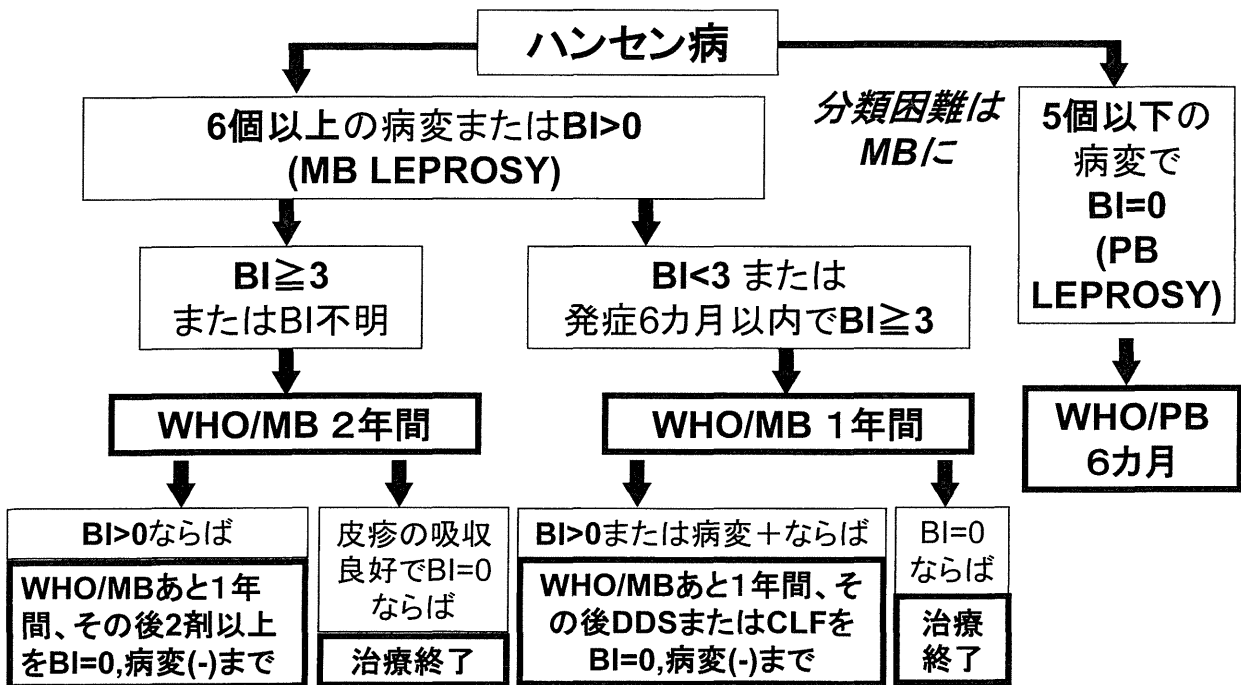 ハンセン病
6個以上の病変またはBI>0
(MB LEPROSY)
分類困難は
MBに
5個以下の
病変で
BI=0
(PB
LEPROSY)
BI≧3
またはBI不明
BI<3 または
発症6カ月以内でBI≧3
WHO/MB 2年間
WHO/MB 1年間
WHO/PB
6カ月
BI>0ならば
WHO/MBあと1年
間、その後2剤以上
をBI=0,病変(-)まで
皮疹の吸収
良好でBI=0
ならば
治療終了
BI>0または病変＋ならば
WHO/MBあと1年間、そ
の後DDSまたはCLFを
BI=0,病変(-)まで
BI=0
ならば
治療
終了